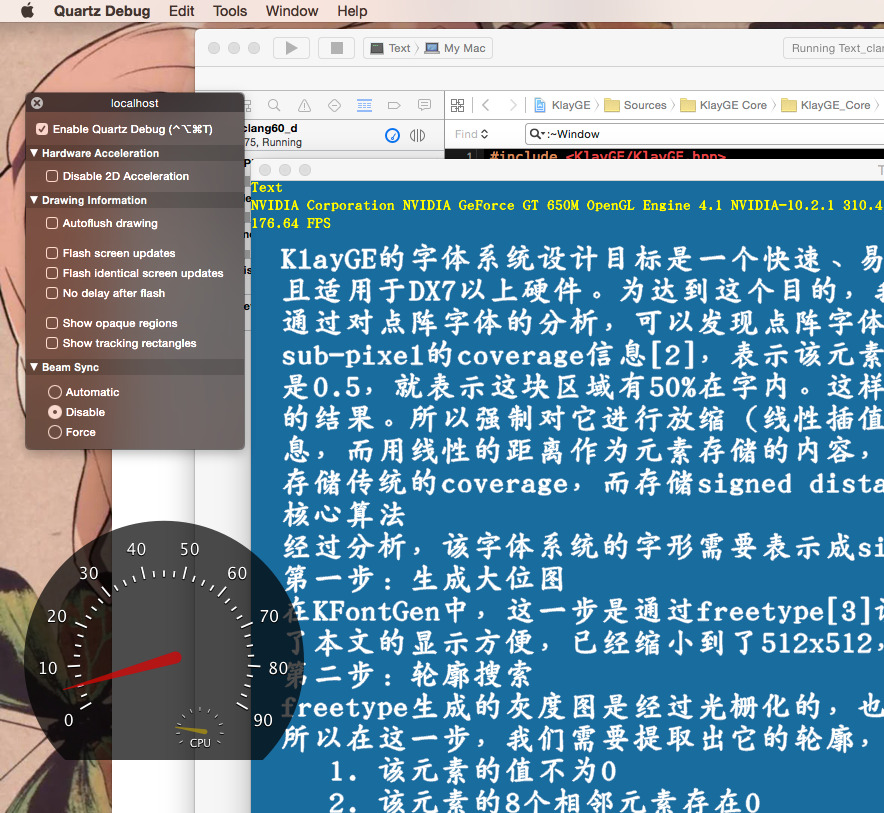 Quartz Debug Edit Tools Window Help
Text My Mac
Running Text_clan
localhost
Enable Quartz Debug (^⌥⌘T)
Hardware Acceleration
Disable 2D Acceleration
Drawing Information
Autoflush drawing
Flash screen updates
Flash identical screen updates
No delay after flash
Show opaque regions
Show tracking rectangles
Beam Sync
Automatic
Disable
Force
clang60_d
75, Running
KlayGE Sources KlayGE Core KlayGE_Core
Find :~Window
1 #include <KlayGE/KlayGE.hpp>
Text
NVIDIA Corporation NVIDIA GeForce GT 650M OpenGL Engine 4.1 NVIDIA-10.2.1 310.4
176.64 FPS
KlayGE的字体系统设计目标是一个快速、易
且适用于DX7以上硬件。为达到这个目的，我
通过对点阵字体的分析，可以发现点阵字体
sub-pixel的coverage信息[2]，表示该元素
是0.5，就表示这块区域有50%在字内。这样
的结果。所以强制对它进行放缩（线性插值
息，而用线性的距离作为元素存储的内容，
存储传统的coverage，而存储signed dista
核心算法
经过分析，该字体系统的字形需要表示成si
第一步：生成大位图
在KFontGen中，这一步是通过freetype[3]
了本文的显示方便，已经缩小到了512x512，
第二步：轮廓搜索
freetype生成的灰度图是经过光栅化的，也
所以在这一步，我们需要提取出它的轮廓，
1. 该元素的值不为0
2. 该元素的8个相邻元素存在0
0 10 20 30 40 50 60 70 80 90
CPU